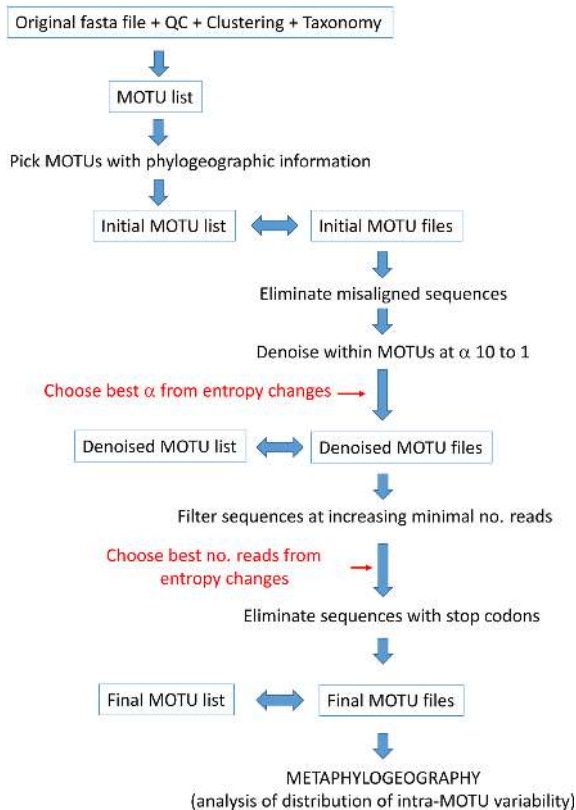 Original fasta file + QC + Clustering + Taxonomy
MOTU list
Pick MOTUs with phylogeographic information
Initial MOTU list
Initial MOTU files
Eliminate misaligned sequences
Denoise within MOTUs at α 10 to 1
Choose best α from entropy changes
Denoised MOTU list
Denoised MOTU files
Filter sequences at increasing minimal no. reads
Choose best no. reads from
entropy changes
Eliminate sequences with stop codons
Final MOTU list
Final MOTU files
METAPHYLOGEOGRAPHY
(analysis of distribution of intra-MOTU variability)